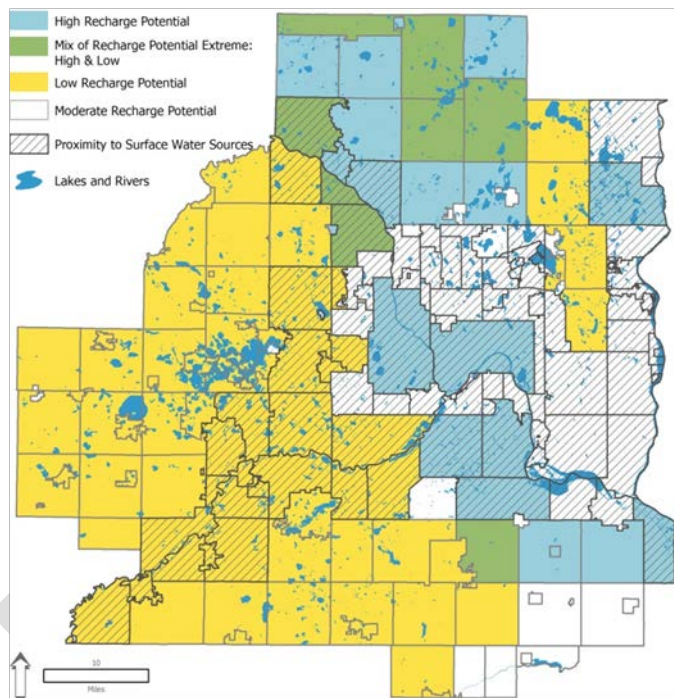 High Recharge Potential
Mix of Recharge Potential Extreme:
High & Low
Low Recharge Potential
Moderate Recharge Potential
Proximity to Surface Water Sources
Lakes and Rivers
10
Miles